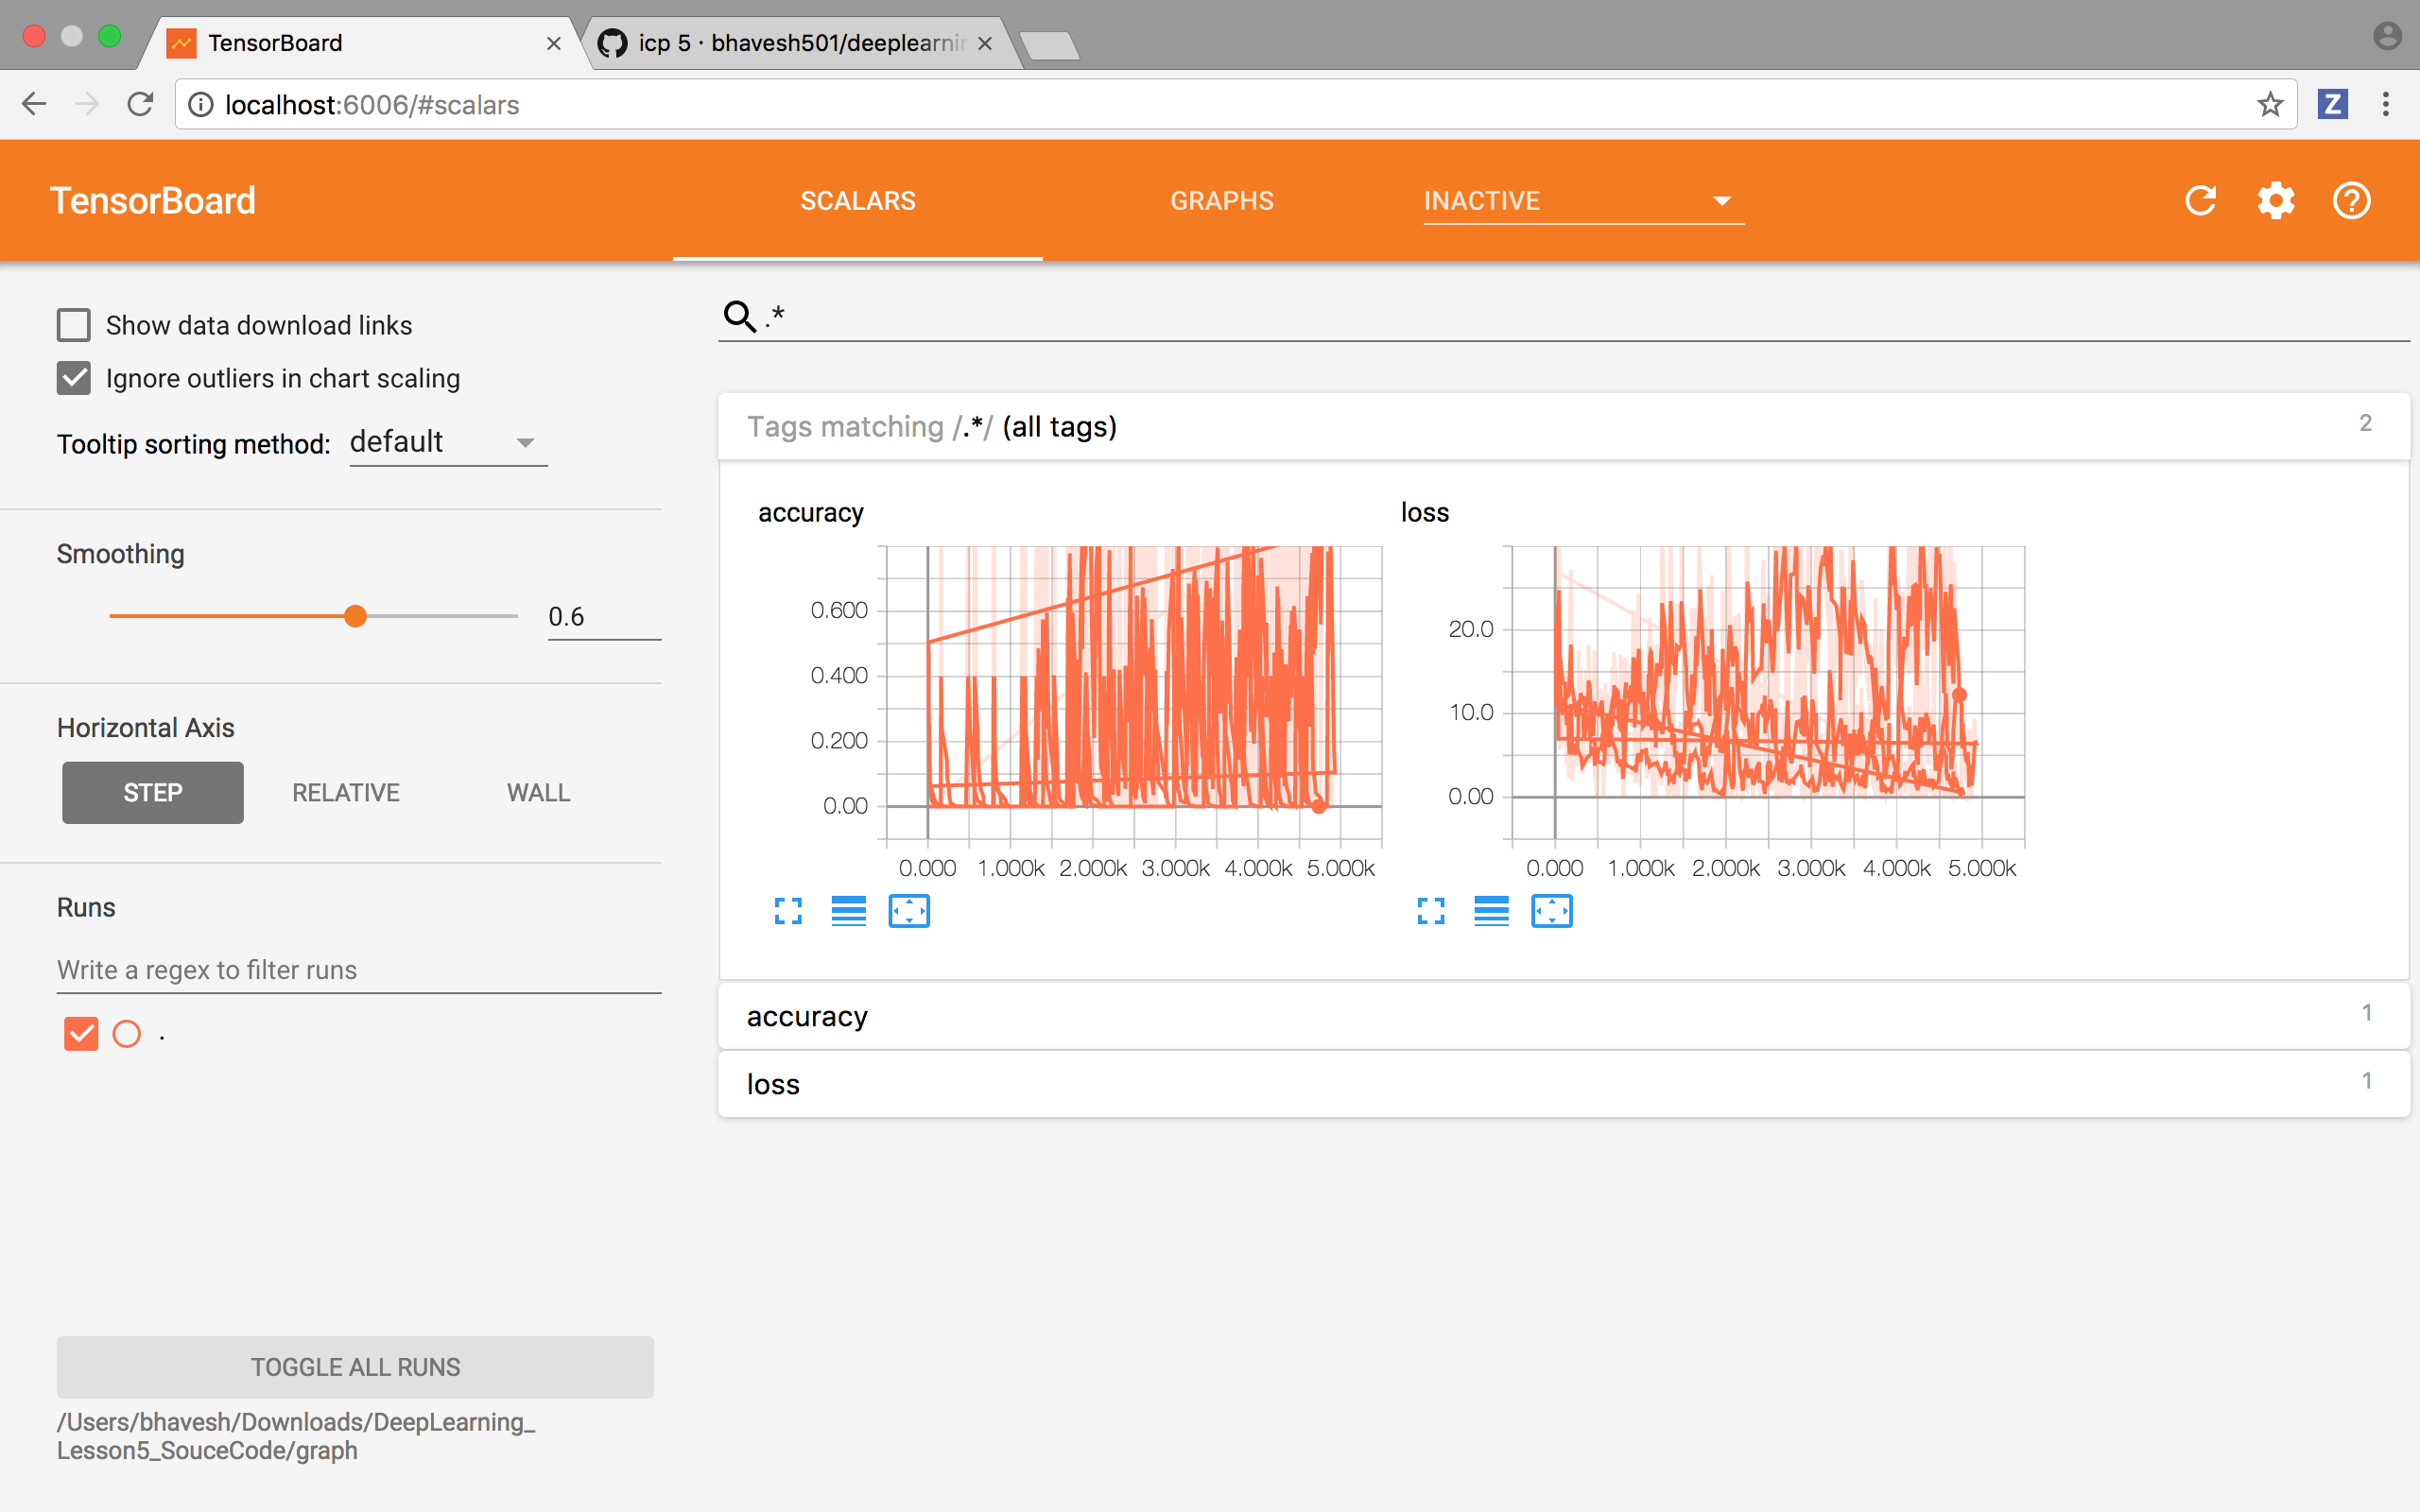 TensorBoard
icp 5 · bhavesh501/deeplearnin
localhost:6006/#scalars
Z
TensorBoard
SCALARS
GRAPHS
INACTIVE
Show data download links
Ignore outliers in chart scaling
Tooltip sorting method: default
Smoothing
0.6
Horizontal Axis
STEP
RELATIVE
WALL
Runs
Write a regex to filter runs
.
TOGGLE ALL RUNS
/Users/bhavesh/Downloads/DeepLearning_
Lesson5_SouceCode/graph
.*
Tags matching /.*/ (all tags)
2
accuracy
0.600
0.400
0.200
0.00
0.000 1.000k 2.000k 3.000k 4.000k 5.000k
loss
20.0
10.0
0.00
0.000 1.000k 2.000k 3.000k 4.000k 5.000k
accuracy
1
loss
1